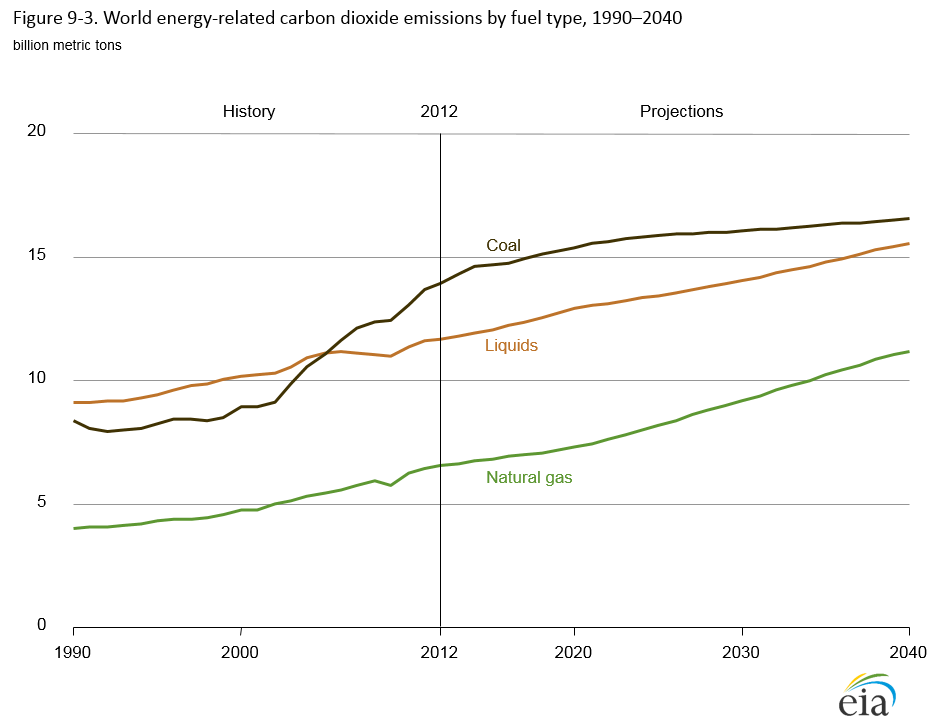 Figure 9-3. World energy-related carbon dioxide emissions by fuel type, 1990–2040
billion metric tons
History 2012 Projections
20
Coal
15
Liquids
10
Natural gas
5
0
1990 2000 2012 2020 2030 2040
eia